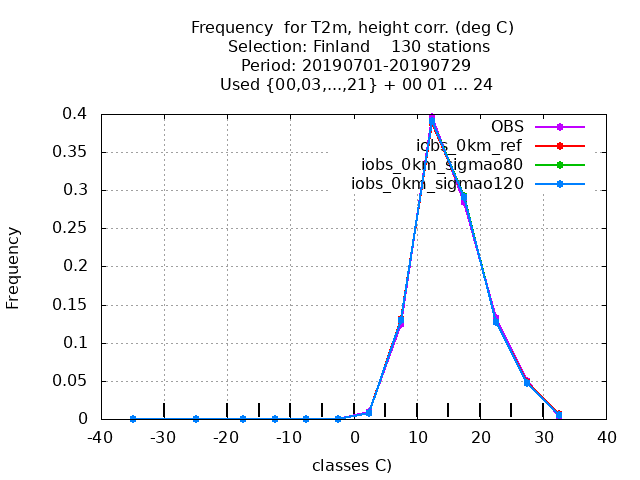 Frequency  for T2m, height corr. (deg C)
Selection: Finland    130 stations
Period: 20190701-20190729
Used {00,03,...,21} + 00 01 ... 24
OBS
iobs_0km_ref
iobs_0km_sigmao80
iobs_0km_sigmao120
Frequency
0.4
0.35
0.3
0.25
0.2
0.15
0.1
0.05
0
-40 -30 -20 -10 0 10 20 30 40
classes C)